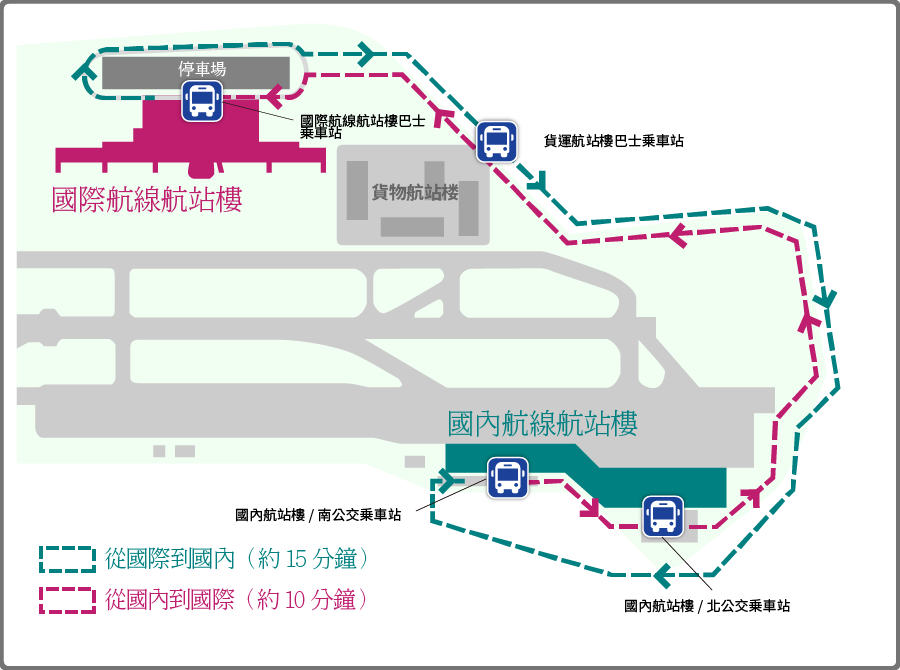 停車場
國際航線航站樓巴士
乘車站
貨運航站樓巴士乘車站
國際航線航站樓
貨物航站楼
國內航線航站樓
國內航站樓 / 南公交乘車站
從國際到國內（約 15 分鐘）
從國內到國際（約 10 分鐘）
國內航站樓 / 北公交乘車站